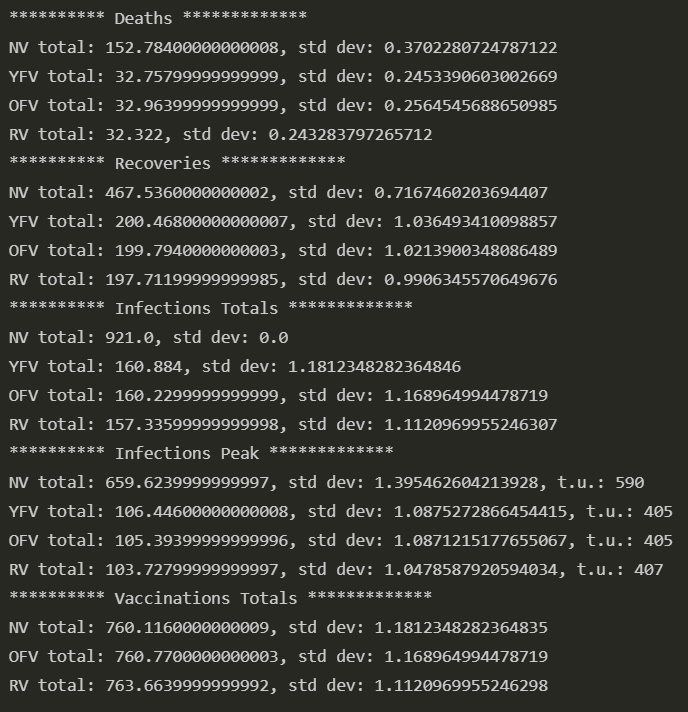 ********** Deaths *************
NV total: 152.78400000000008, std dev: 0.3702280724787122
YFV total: 32.75799999999999, std dev: 0.2453390603002669
OFV total: 32.96399999999999, std dev: 0.2564545688650985
RV total: 32.322, std dev: 0.243283797265712
********** Recoveries *************
NV total: 467.5360000000002, std dev: 0.7167460203694407
YFV total: 200.46800000000007, std dev: 1.036493410098857
OFV total: 199.7940000000003, std dev: 1.0213900348086489
RV total: 197.71199999999985, std dev: 0.9906345570649676
********** Infections Totals *************
NV total: 921.0, std dev: 0.0
YFV total: 160.884, std dev: 1.1812348282364846
OFV total: 160.2299999999999, std dev: 1.168964994478719
RV total: 157.33599999999998, std dev: 1.1120969955246307
********** Infections Peak *************
NV total: 659.6239999999997, std dev: 1.395462604213928, t.u.: 590
YFV total: 106.44600000000008, std dev: 1.0875272866454415, t.u.: 405
OFV total: 105.39399999999996, std dev: 1.0871215177655067, t.u.: 405
RV total: 103.72799999999997, std dev: 1.0478587920594034, t.u.: 407
********** Vaccinations Totals *************
NV total: 760.1160000000009, std dev: 1.1812348282364835
OFV total: 760.7700000000003, std dev: 1.168964994478719
RV total: 763.6639999999992, std dev: 1.1120969955246298